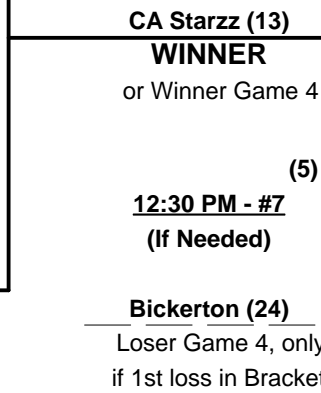 CA Starzz (13)
WINNER
or Winner Game 4
(5)
12:30 PM - #7
(If Needed)
Bickerton (24)
Loser Game 4, only
if 1st loss in Bracket